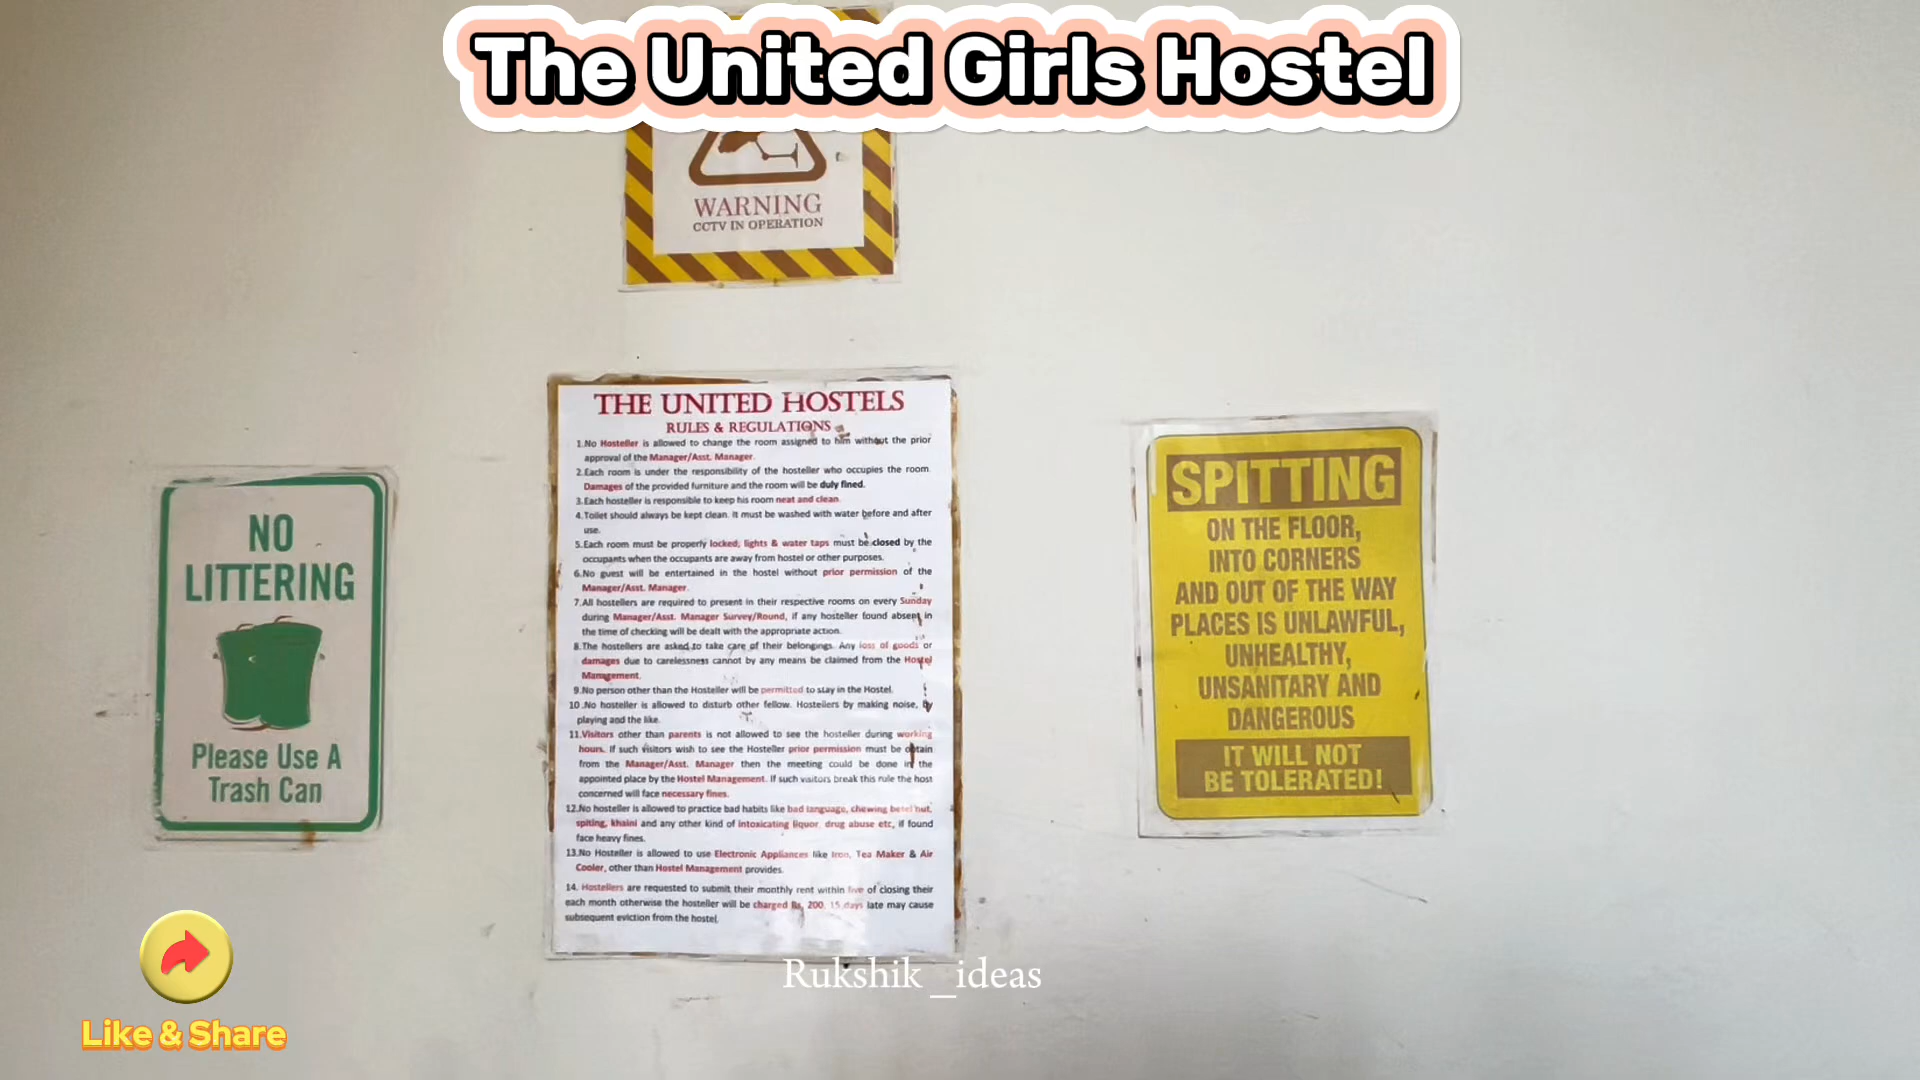 The United Girls Hostel
WARNING
CCTV IN OPERATION
THE UNITED HOSTELS
RULES & REGULATIONS
1.No Hosteller is allowed to change the room assigned to him without the prior
approval of the Manager/Asst. Manager.
2.Each room is under the responsibility of the hosteller who occupies the room.
Damages of the provided furniture and the room will be duly fined.
3.Each hosteller is responsible to keep his room neat and clean.
4.Toilet should always be kept clean. It must be washed with water before and after
use.
5.Each room must be properly locked; lights & water taps must be closed by the
occupants when the occupants are away from hostel or other purposes.
6.No guest will be entertained in the hostel without prior permission of the
Manager/Asst. Manager.
7.All hostellers are required to present in their respective rooms on every Sunday
during Manager/Asst. Manager Survey/Round, if any hosteller found absent in
the time of checking will be dealt with the appropriate action.
8.The hostellers are asked to take care of their belongings. Any loss of goods or
damages due to carelessness cannot by any means be claimed from the Hostel
Management.
9.No person other than the Hosteller will be permitted to stay in the Hostel.
10 .No hosteller is allowed to disturb other fellow. Hostellers by making noise, by
playing and the like.
11.Visitors other than parents is not allowed to see the hosteller during working
hours. If such visitors wish to see the Hosteller prior permission must be obtain
from the Manager/Asst. Manager then the meeting could be done in the
appointed place by the Hostel Management. If such visitors break this rule the host
concerned will face necessary fines.
12.No hosteller is allowed to practice bad habits like bad language, chewing betel nut,
spiting, khaini and any other kind of intoxicating liquor, drug abuse etc, if found
face heavy fines.
13.No Hosteller is allowed to use Electronic Appliances like Iron, Tea Maker & Air
Cooler, other than Hostel Management provides.
14. Hostellers are requested to submit their monthly rent within five of closing their
each month otherwise the hosteller will be charged Rs. 200. 15 days late may cause
subsequent eviction from the hostel.
NO
LITTERING
Please Use A
Trash Can
SPITTING
ON THE FLOOR,
INTO CORNERS
AND OUT OF THE WAY
PLACES IS UNLAWFUL,
UNHEALTHY,
UNSANITARY AND
DANGEROUS
IT WILL NOT
BE TOLERATED!
Rukshik _ideas
Like & Share